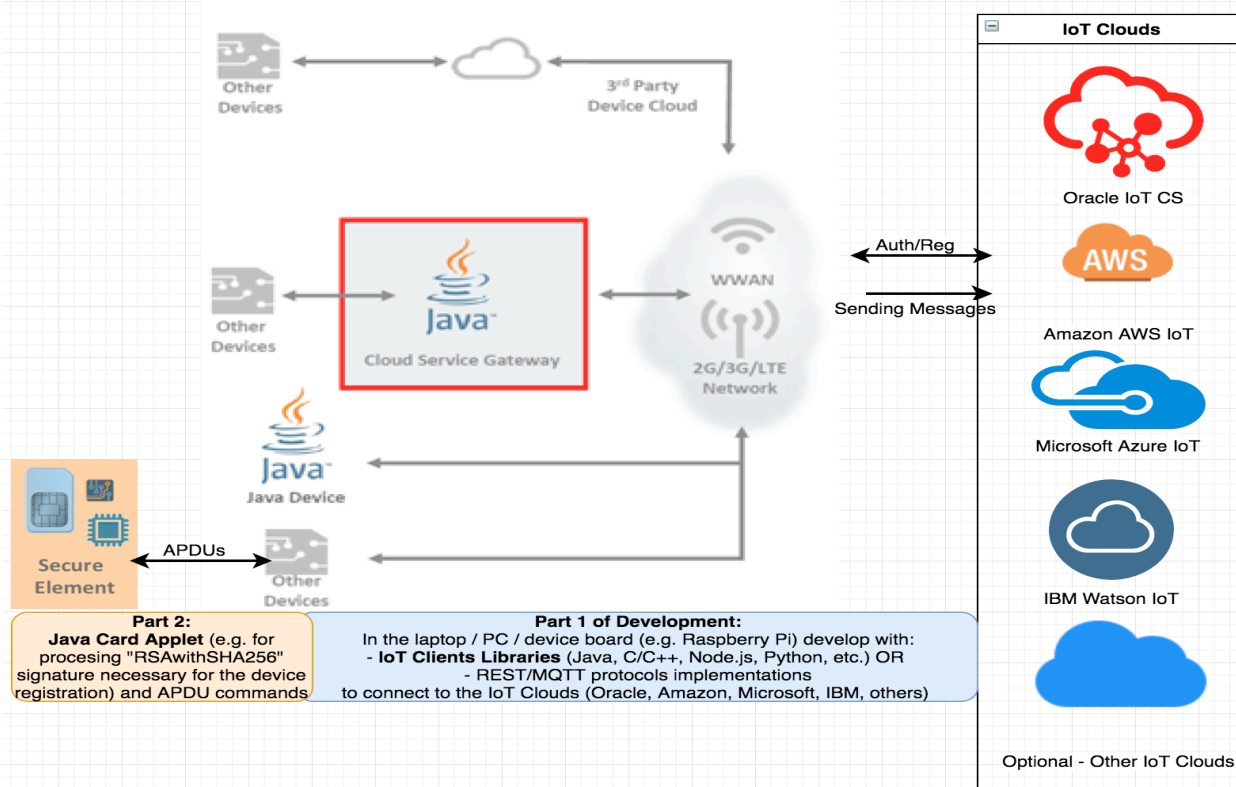 IoT Clouds
Other
Devices
3rd Party
Device Cloud
Oracle IoT CS
Auth/Reg
AWS
WWAN
Sending Messages
Other
Devices
Java™
Cloud Service Gateway
2G/3G/LTE
Network
Amazon AWS IoT
Microsoft Azure IoT
Java™
Java Device
APDUs
Secure
Element
Other
Devices
IBM Watson IoT
Part 2:
Java Card Applet (e.g. for
procesing "RSAwithSHA256"
signature necessary for the device
registration) and APDU commands
Part 1 of Development:
In the laptop / PC / device board (e.g. Raspberry Pi) develop with:
- IoT Clients Libraries (Java, C/C++, Node.js, Python, etc.) OR
- REST/MQTT protocols implementations
to connect to the IoT Clouds (Oracle, Amazon, Microsoft, IBM, others)
Optional - Other IoT Clouds